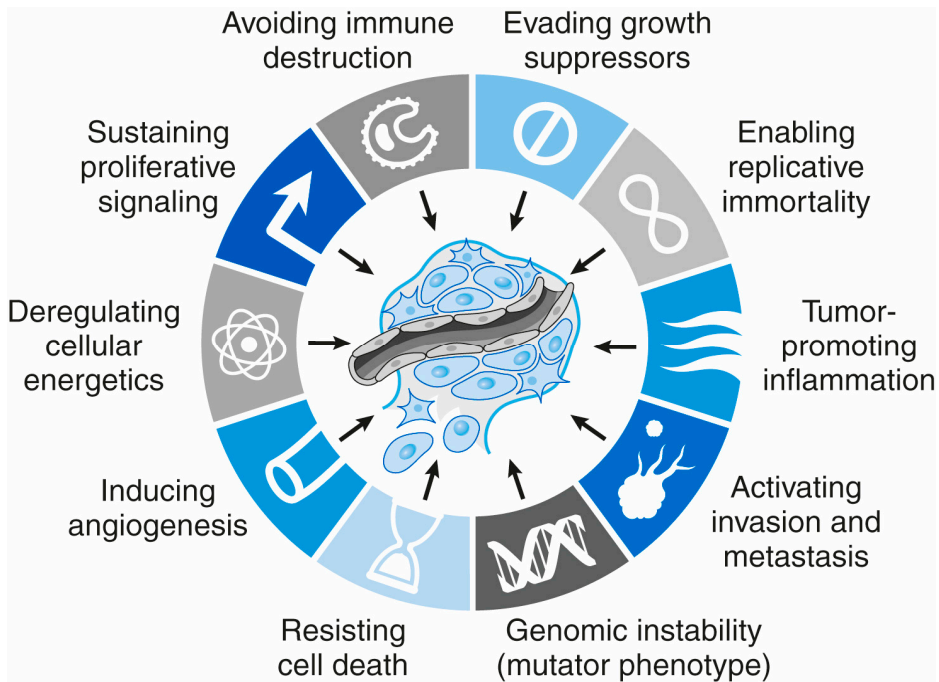 Avoiding immune
destruction
Evading growth
suppressors
Sustaining
proliferative
signaling
Enabling
replicative
immortality
Deregulating
cellular
energetics
Tumor-
promoting
inflammation
Inducing
angiogenesis
Activating
invasion and
metastasis
Resisting
cell death
Genomic instability
(mutator phenotype)